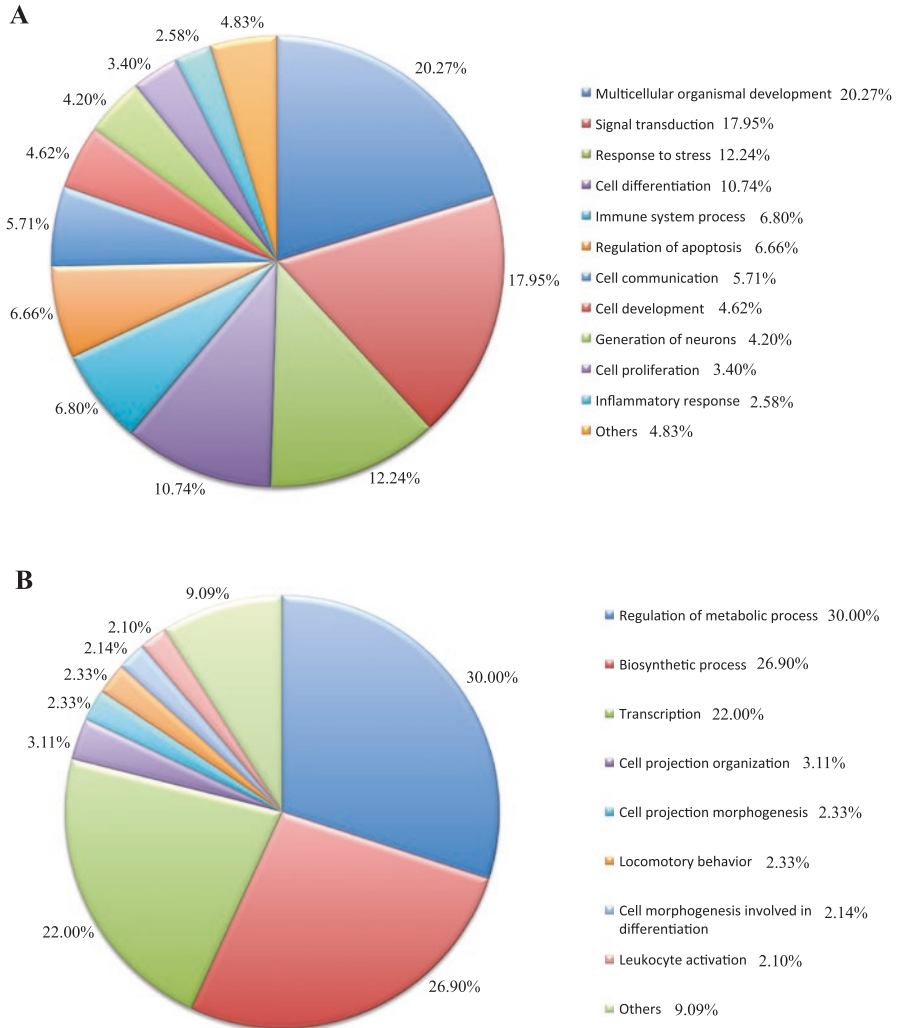 A
4.83%
2.58%
3.40%
4.20%
4.62%
5.71%
6.66%
6.80%
10.74%
12.24%
17.95%
20.27%
Multicellular organismal development 20.27%
Signal transduction 17.95%
Response to stress 12.24%
Cell differentiation 10.74%
Immune system process 6.80%
Regulation of apoptosis 6.66%
Cell communication 5.71%
Cell development 4.62%
Generation of neurons 4.20%
Cell proliferation 3.40%
Inflammatory response 2.58%
Others 4.83%
B
9.09%
2.10%
2.14%
2.33%
2.33%
3.11%
22.00%
26.90%
30.00%
Regulation of metabolic process 30.00%
Biosynthetic process 26.90%
Transcription 22.00%
Cell projection organization 3.11%
Cell projection morphogenesis 2.33%
Locomotory behavior 2.33%
Cell morphogenesis involved in 2.14%
differentiation
Leukocyte activation 2.10%
Others 9.09%